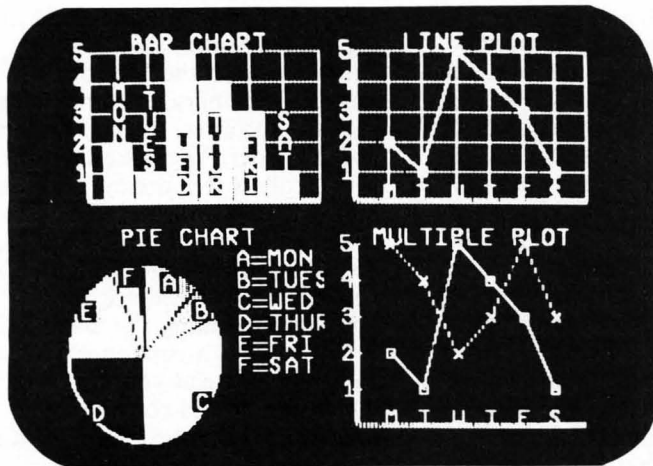 BAR CHART
5
4
3
2
1
MON
TUES
WED
THUR
FRI
SAT
LINE PLOT
5
4
3
2
1
M T W T F S
PIE CHART
A=MON
B=TUES
C=WED
D=THUR
E=FRI
F=SAT
F A
E B
D C
MULTIPLE PLOT
5
4
3
2
1
M T W T F S